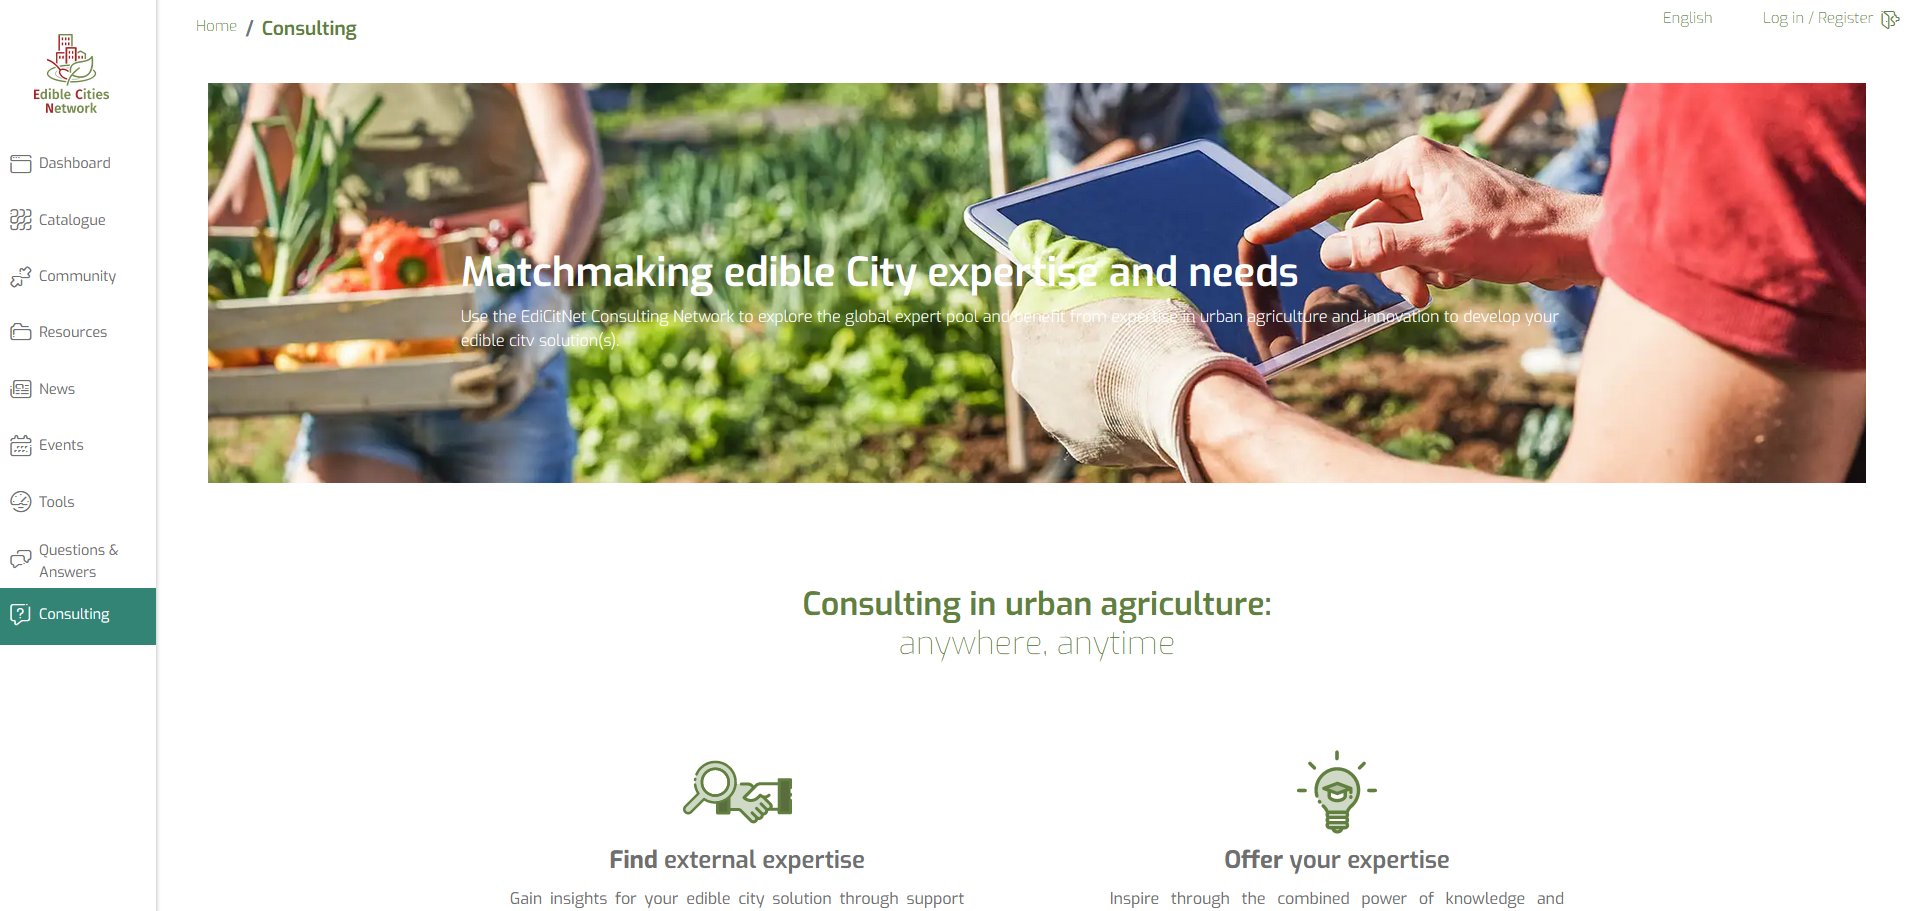 Edible Cities
Network
Home / Consulting
English
Log in / Register
Dashboard
Catalogue
Community
Resources
News
Events
Tools
Questions &
Answers
Consulting
Matchmaking edible City expertise and needs
Use the EdiCitNet Consulting Network to explore the global expert pool and benefit from expertise in urban agriculture and innovation to develop your
edible city solution(s).
Consulting in urban agriculture:
anywhere, anytime
Find external expertise
Gain insights for your edible city solution through support
Offer your expertise
Inspire through the combined power of knowledge and